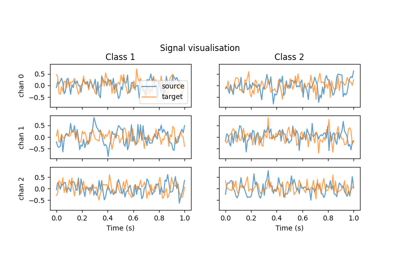 Signal visualisation
Class 1
Class 2
chan 0
0.5
0.0
−0.5
source
target
chan 1
0.5
0.0
−0.5
chan 2
0.5
0.0
−0.5
0.0 0.2 0.4 0.6 0.8 1.0
0.0 0.2 0.4 0.6 0.8 1.0
Time (s)
Time (s)